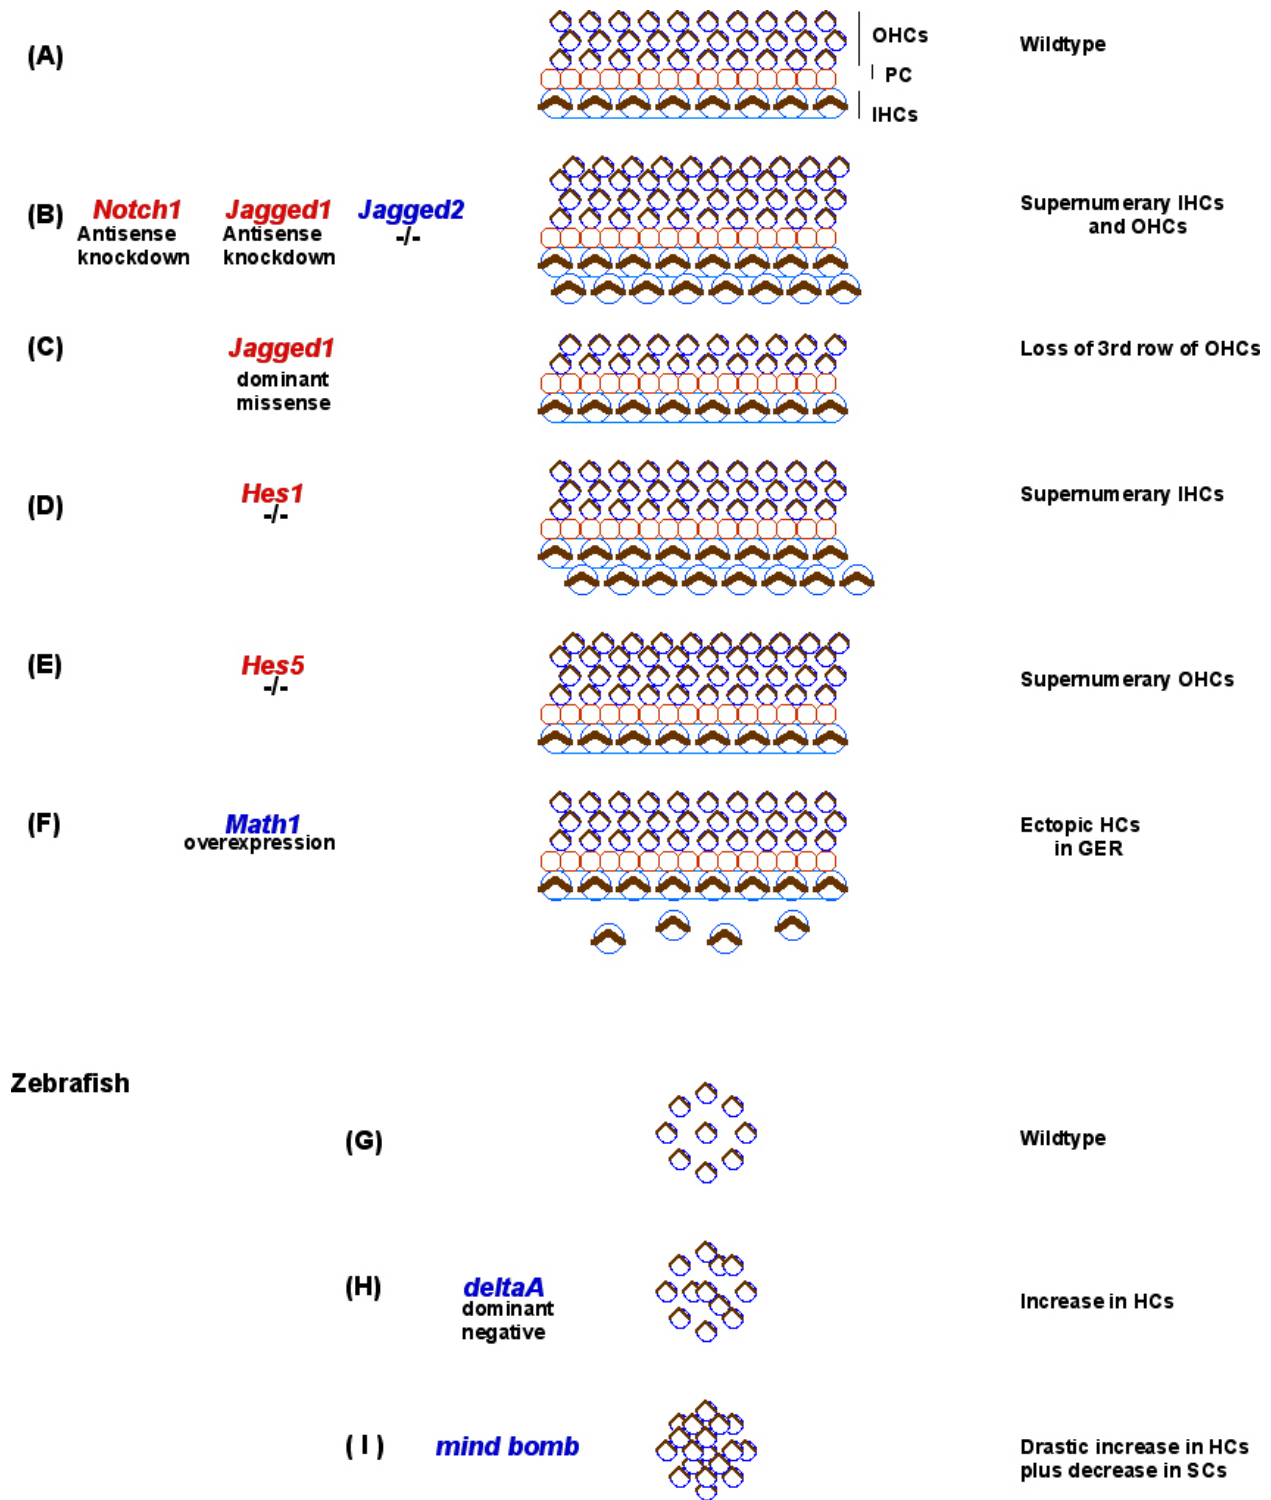 (A)
OHCs
PC
IHCs
Wildtype
(B)
Notch1 Jagged1 Jagged2
Antisense Antisense -/-
knockdown knockdown
Supernumerary IHCs
and OHCs
(C)
Jagged1
dominant
missense
Loss of 3rd row of OHCs
(D)
Hes1
-/-
Supernumerary IHCs
(E)
Hes5
-/-
Supernumerary OHCs
(F)
Math1
overexpression
Ectopic HCs
in GER
Zebrafish
(G)
Wildtype
(H)
deltaA
dominant
negative
Increase in HCs
( I )
mind bomb
Drastic increase in HCs
plus decrease in SCs